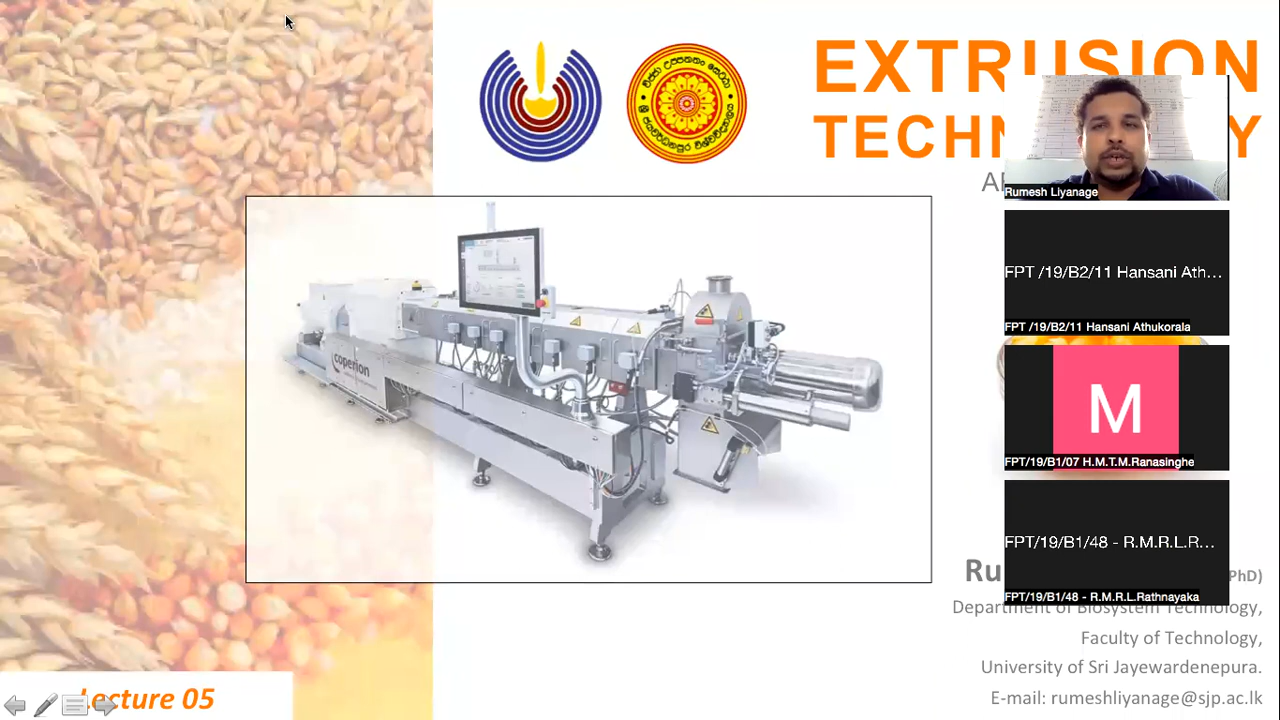 EXTRUSION
TECHN Y
Rumesh Liyanage
FPT /19/B2/11 Hansani Ath...
FPT /19/B2/11 Hansani Athukorala
coperion
M
FPT/19/B1/07 H.M.T.M.Ranasinghe
FPT/19/B1/48 - R.M.R.L.R...
FPT/19/B1/48 - R.M.R.L.Rathnayaka
Ru PhD)
Department of Biosystem Technology,
Faculty of Technology,
University of Sri Jayewardenepura.
E-mail: rumeshliyanage@sjp.ac.lk
Lecture 05